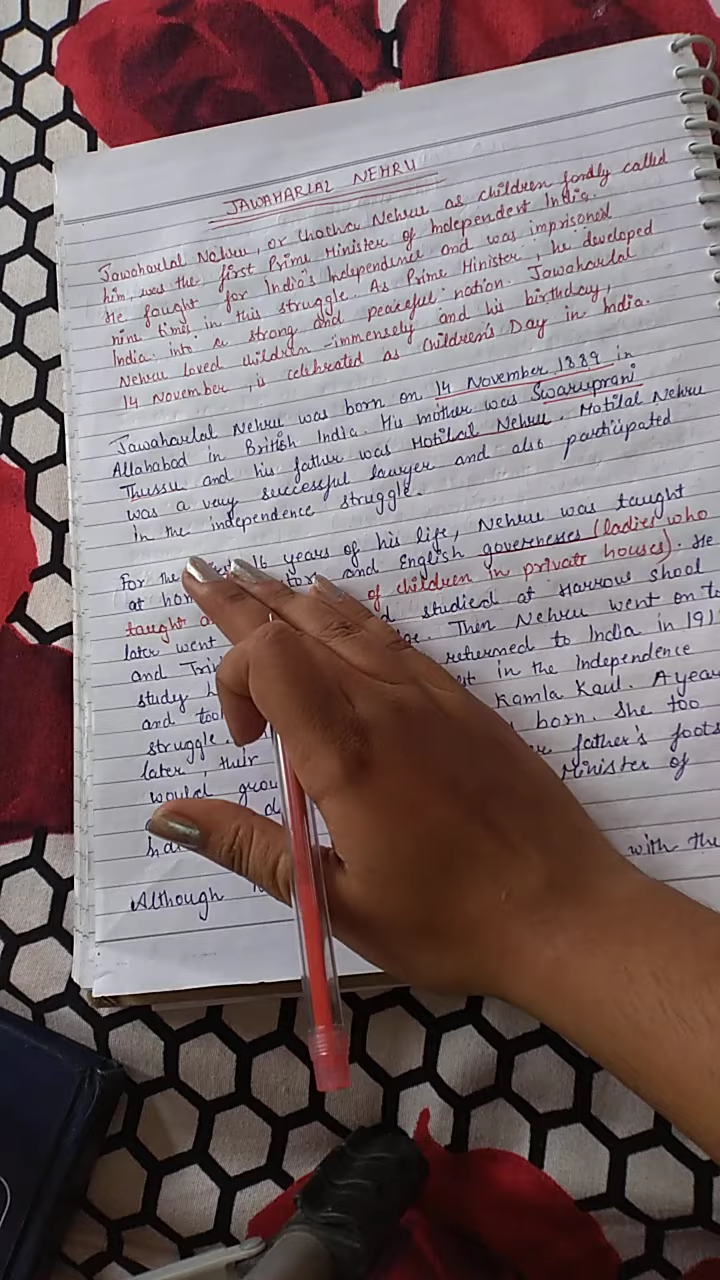 JAWAHARLAL NEHRU
Jawaharlal Nehru, or Chacha Nehru as children fondly called
him, was the first Prime Minister of Independent India.
He fought for India's Independence and was imprisoned
nine times in this struggle. As Prime Minister, he developed
India into a strong and peaceful nation. Jawaharlal
Nehru loved children immensely and his birthday,
14 November, is celebrated as Children's Day in India.
Jawaharlal Nehru was born on 14 November 1889 in
Allahabad in British India. His mother was Swaruprani
Thussu and his father was Motilal Nehru. Motilal Nehru
was a very successful lawyer and also participated
in the independence struggle.
For the 16 years of his life, Nehru was taught
at and English governesses (ladies who
taught of children in private houses). He
later went studied at Harrow shool
and Then Nehru went on to
study returned to India in
and in the Independence
struggle. Kamla Kaul. A year
later, their born. She too
would father's foots
Minister of
with the
Although